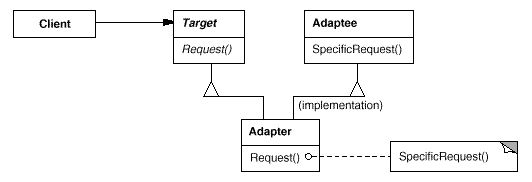 Client
Target
Request()
Adaptee
SpecificRequest()
(implementation)
Adapter
Request()
SpecificRequest()